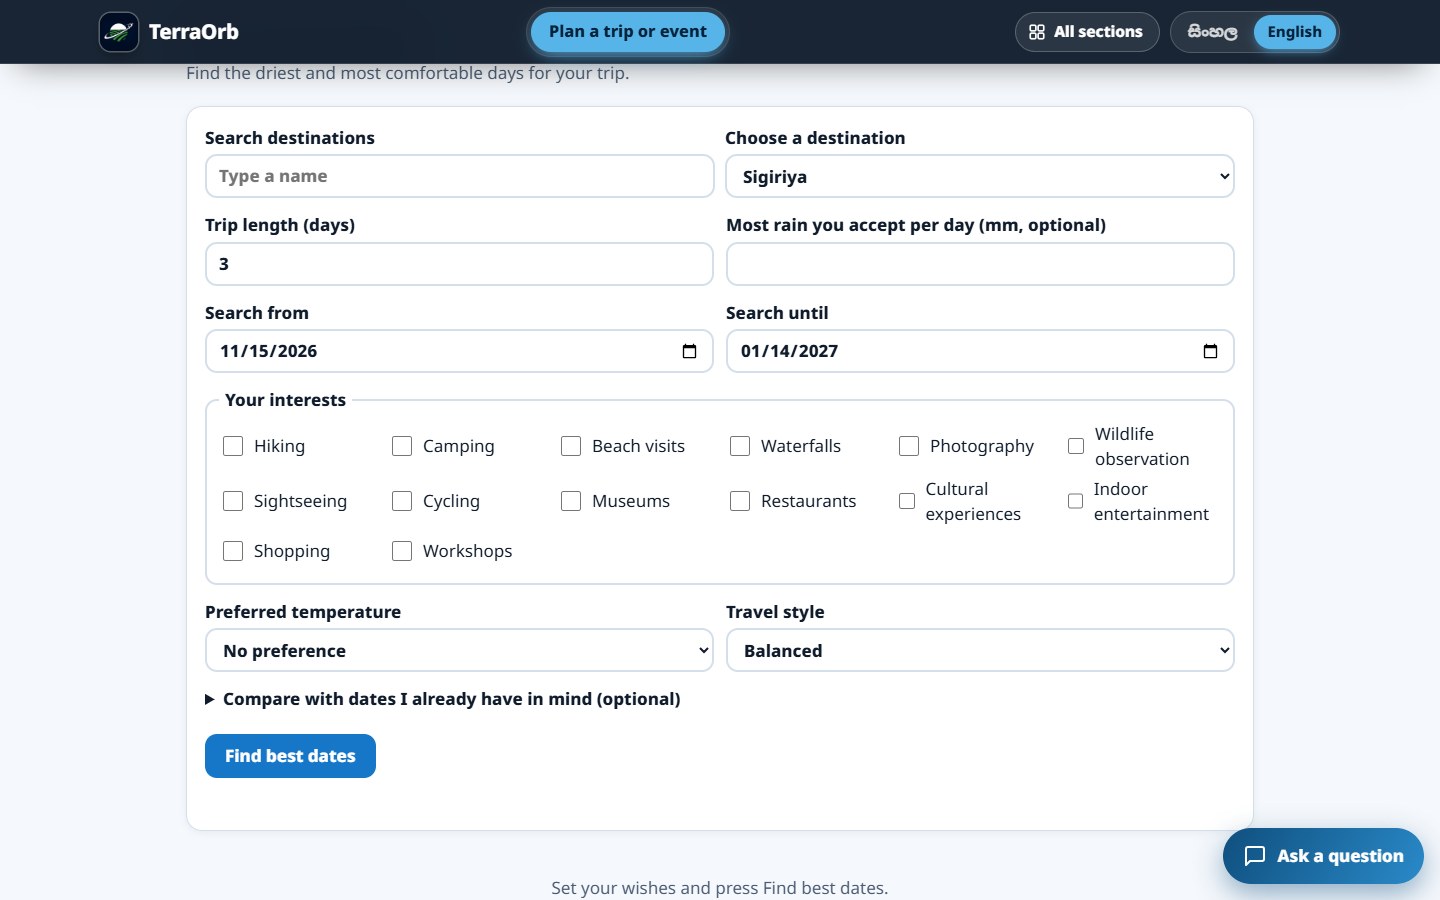 TerraOrb
Plan a trip or event
All sections
සිංහල
English
Find the driest and most comfortable days for your trip.
Search destinations
Choose a destination
Type a name
Sigiriya
Trip length (days)
Most rain you accept per day (mm, optional)
3
Search from
Search until
11/15/2026
01/14/2027
Your interests
Hiking
Camping
Beach visits
Waterfalls
Photography
Wildlife
observation
Sightseeing
Cycling
Museums
Restaurants
Cultural
experiences
Indoor
entertainment
Shopping
Workshops
Preferred temperature
Travel style
No preference
Balanced
Compare with dates I already have in mind (optional)
Find best dates
Ask a question
Set your wishes and press Find best dates.